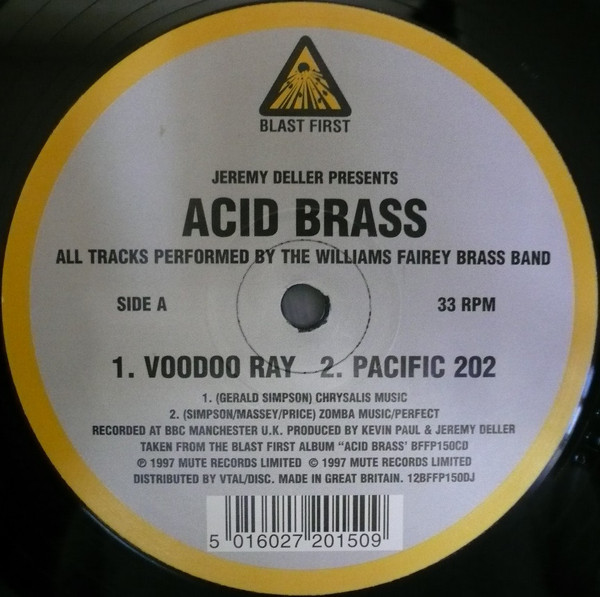 BLAST FIRST
JEREMY DELLER PRESENTS
ACID BRASS
ALL TRACKS PERFORMED BY THE WILLIAMS FAIREY BRASS BAND
SIDE A 33 RPM
1. VOODOO RAY 2. PACIFIC 202
1. (GERALD SIMPSON) CHRYSALIS MUSIC
2. (SIMPSON/MASSEY/PRICE) ZOMBA MUSIC/PERFECT
RECORDED AT BBC MANCHESTER U.K. PRODUCED BY KEVIN PAUL & JEREMY DELLER
TAKEN FROM THE BLAST FIRST ALBUM "ACID BRASS' BFFP150CD
℗ 1997 MUTE RECORDS LIMITED © 1997 MUTE RECORDS LIMITED
DISTRIBUTED BY VTAL/DISC. MADE IN GREAT BRITAIN. 12BFFP150DJ
5 016027 201509